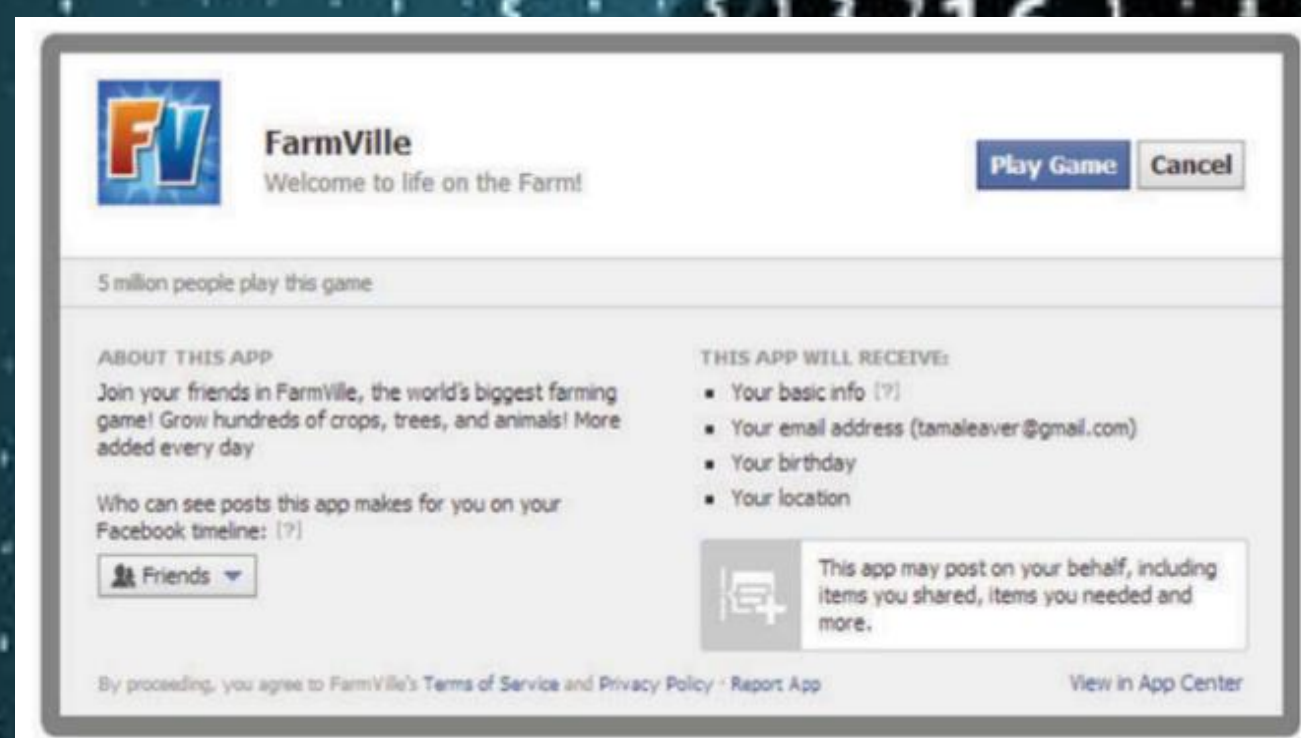 FV
FarmVille
Welcome to life on the Farm!
Play Game
Cancel
5 million people play this game
ABOUT THIS APP
Join your friends in FarmVille, the world's biggest farming
game! Grow hundreds of crops, trees, and animals! More
added every day
Who can see posts this app makes for you on your
Facebook timeline: [?]
Friends
THIS APP WILL RECEIVE:
▪ Your basic info [?]
▪ Your email address (tamaleaver@gmail.com)
▪ Your birthday
▪ Your location
This app may post on your behalf, including
items you shared, items you needed and
more.
By proceeding, you agree to FarmVille's Terms of Service and Privacy Policy · Report App
View in App Center